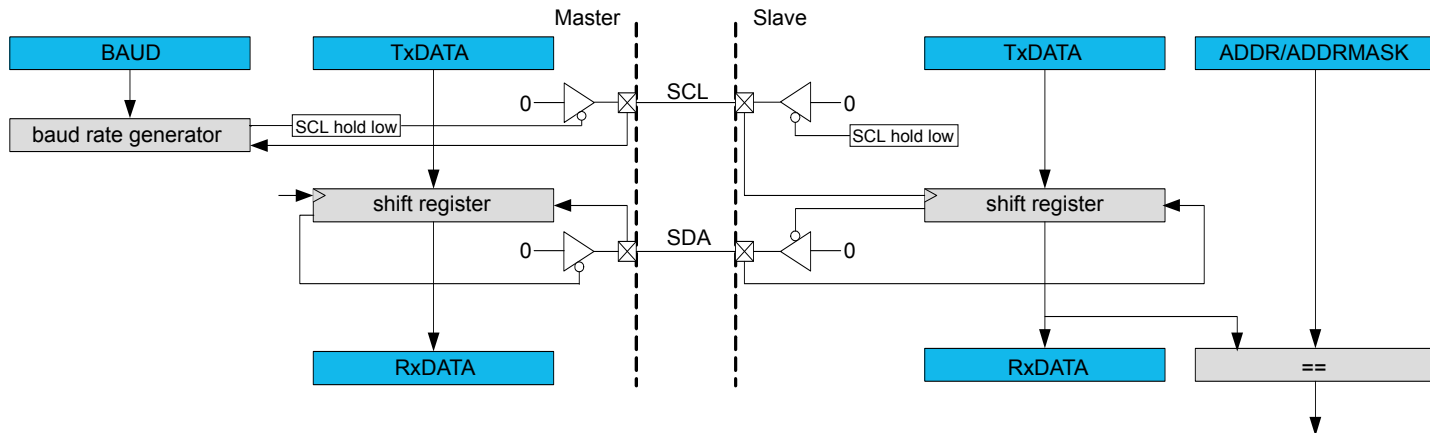 Master
Slave
BAUD
TxDATA
TxDATA
ADDR/ADDRMASK
0
SCL
0
baud rate generator
SCL hold low
SCL hold low
shift register
shift register
0
SDA
0
RxDATA
RxDATA
==